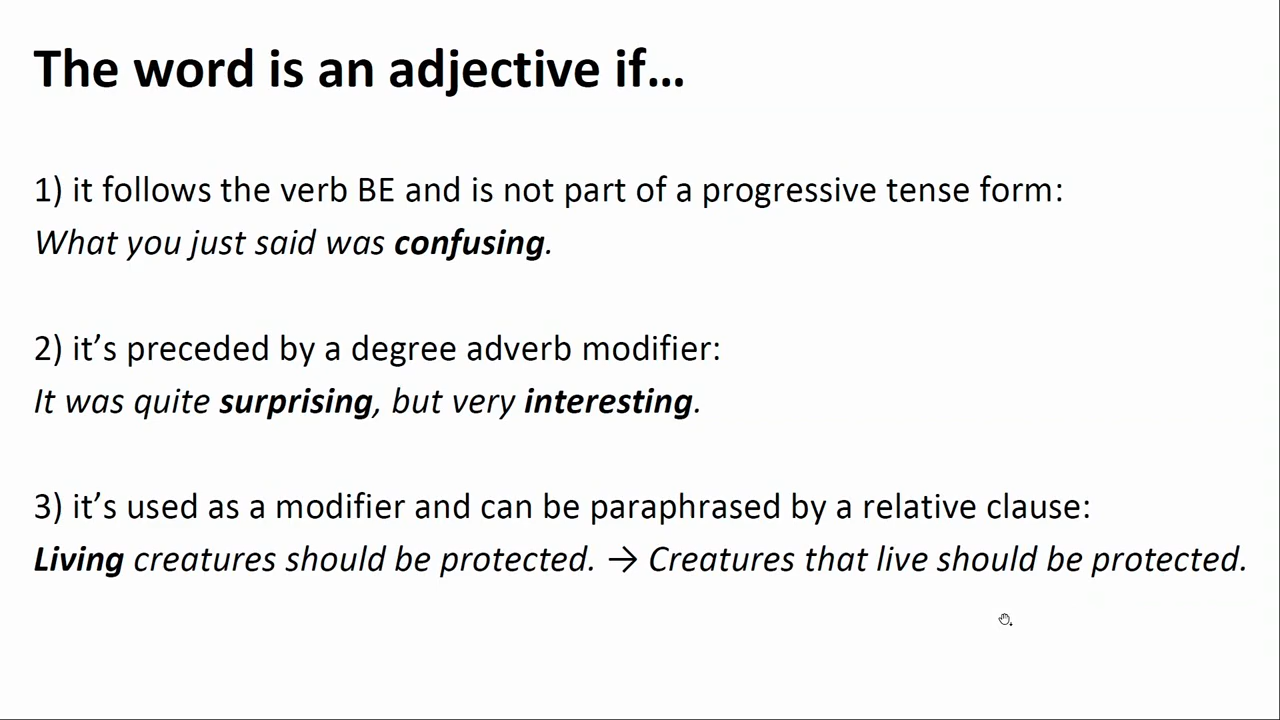 The word is an adjective if…
1) it follows the verb BE and is not part of a progressive tense form:
What you just said was confusing.
2) it’s preceded by a degree adverb modifier:
It was quite surprising, but very interesting.
3) it’s used as a modifier and can be paraphrased by a relative clause:
Living creatures should be protected. → Creatures that live should be protected.